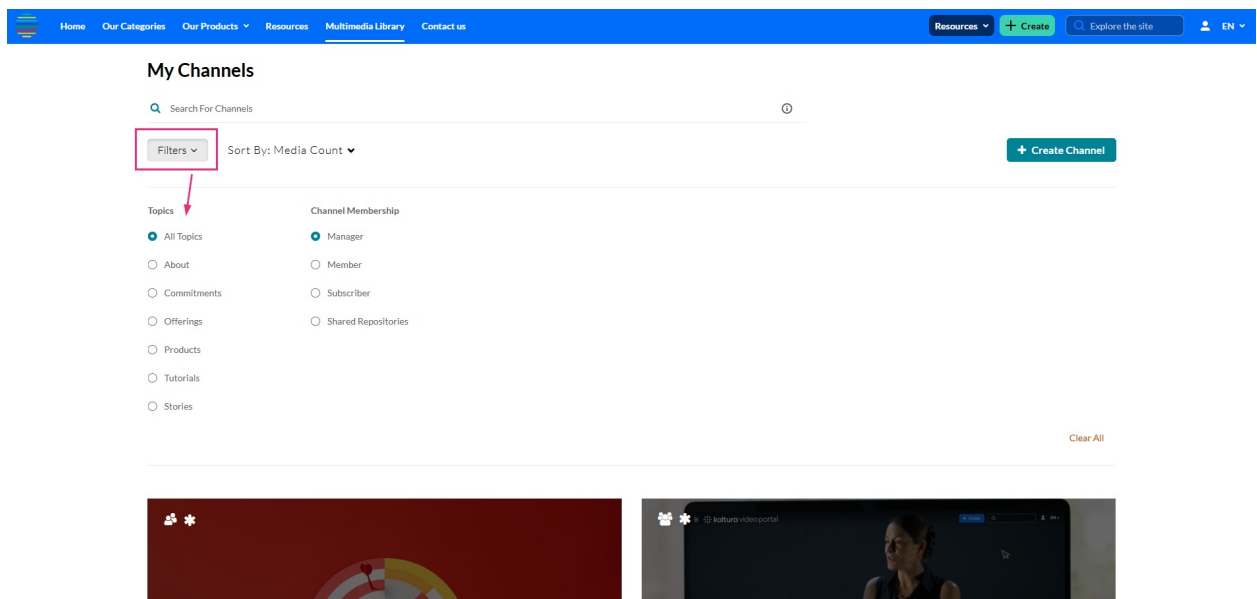 Home Our Categories Our Products Resources Multimedia Library Contact us Resources + Create Explore the site EN
My Channels
Search For Channels
Filters Sort By: Media Count + Create Channel
Topics Channel Membership
All Topics Manager
About Member
Commitments Subscriber
Offerings Shared Repositories
Products
Tutorials
Stories
Clear All
kaltura video portal + Create EN